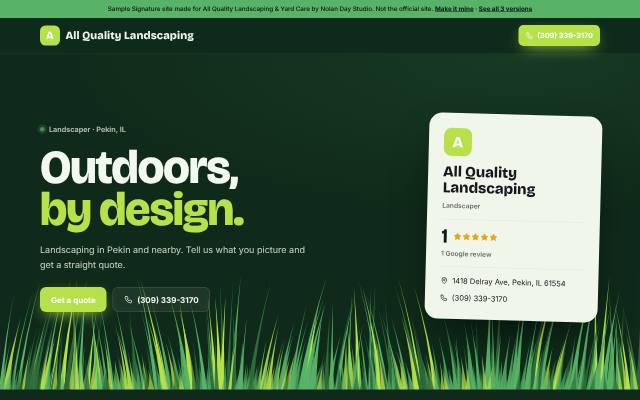 Sample Signature site made for All Quality Landscaping & Yard Care by Nolan Day Studio. Not the official site. Make it mine · See all 3 versions
A All Quality Landscaping
(309) 339-3170
Landscaper · Pekin, IL
Outdoors,
by design.
Landscaping in Pekin and nearby. Tell us what you picture and
get a straight quote.
Get a quote
(309) 339-3170
A
All Quality
Landscaping
Landscaper
1
1 Google review
1418 Delray Ave, Pekin, IL 61554
(309) 339-3170